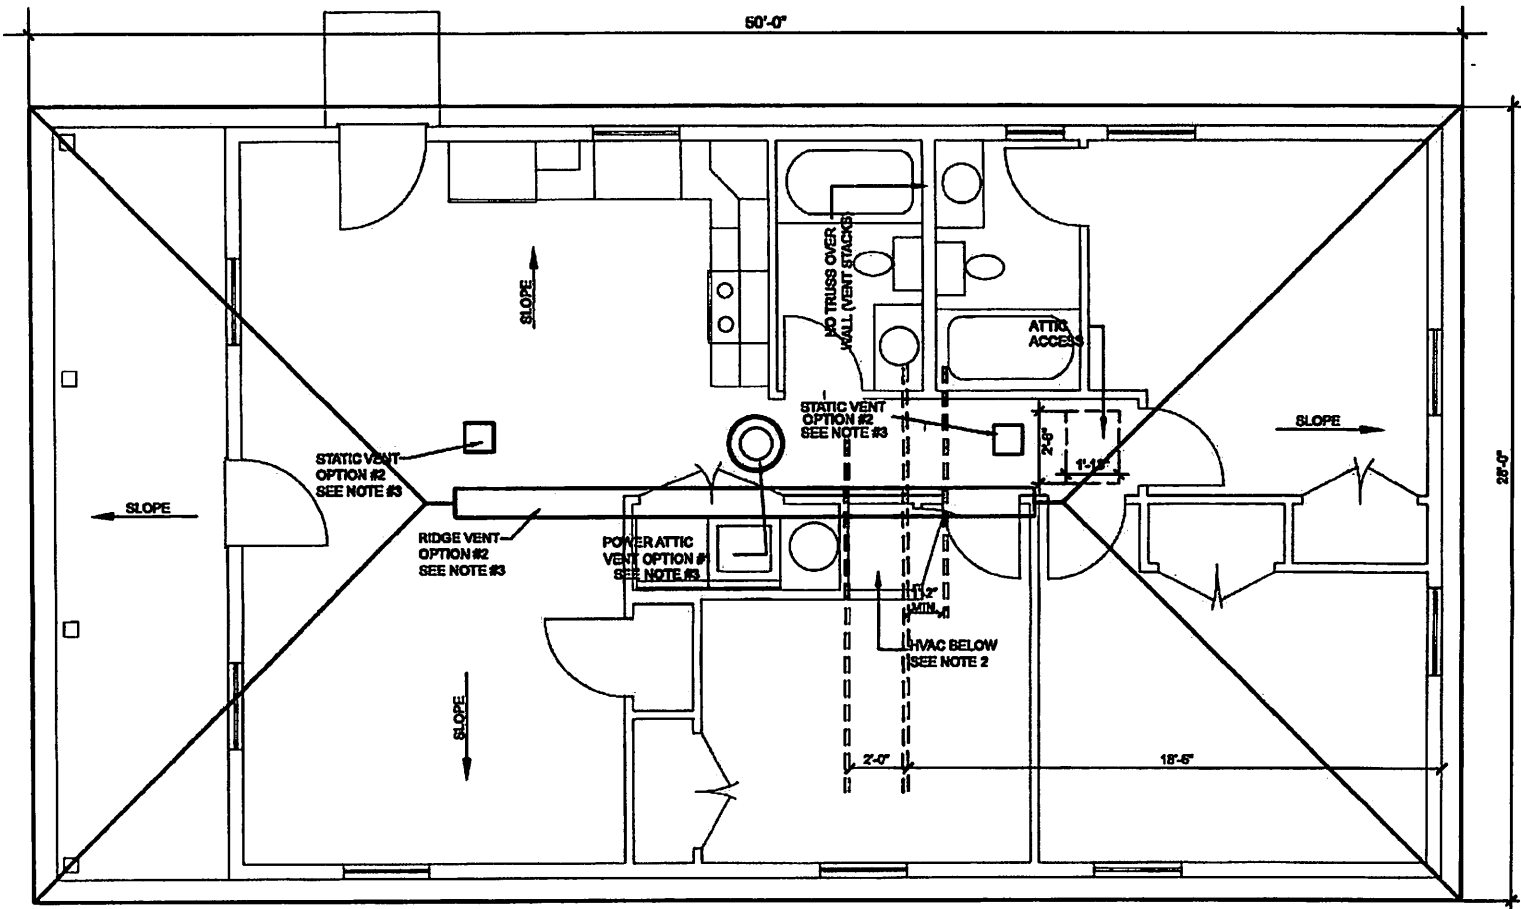 50'-0"
SLOPE
NO TRUSS OVER
WALL (VENT STACKS)
ATTIC
ACCESS
STATIC VENT
OPTION #2
SEE NOTE #3
2'-6"
SLOPE
STATIC VENT
OPTION #2
SEE NOTE #3
28'-0"
SLOPE
RIDGE VENT
OPTION #2
SEE NOTE #3
POWER ATTIC
VENT OPTION #1
SEE NOTE #3
1'-2"
MIN.
HVAC BELOW
SEE NOTE 2
SLOPE
2'-0"
18'-6"